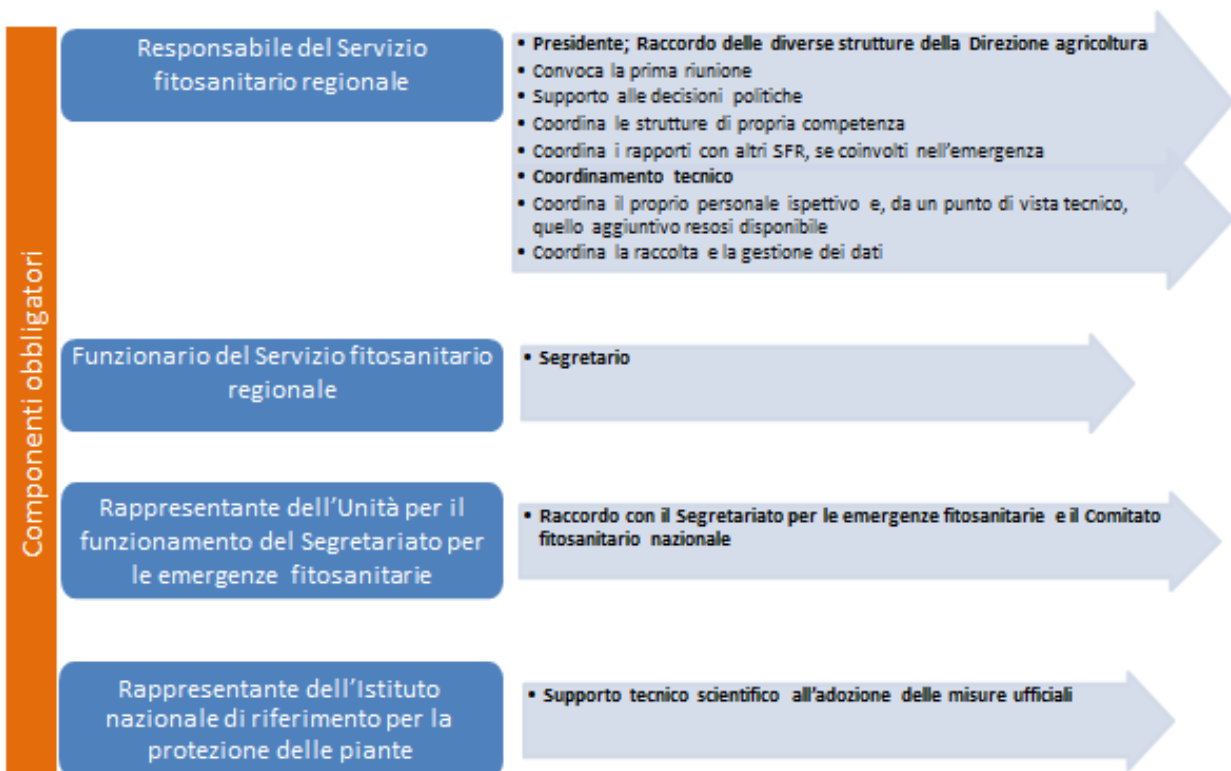 Componenti obbligatori
Responsabile del Servizio
fitosanitario regionale
• Presidente; Raccordo delle diverse strutture della Direzione agricoltura
• Convoca la prima riunione
• Supporto alle decisioni politiche
• Coordina le strutture di propria competenza
• Coordina i rapporti con altri SFR, se coinvolti nell'emergenza
• Coordinamento tecnico
• Coordina il proprio personale ispettivo e, da un punto di vista tecnico,
quello aggiuntivo resosi disponibile
• Coordina la raccolta e la gestione dei dati
Funzionario del Servizio fitosanitario
regionale
• Segretario
Rappresentante dell'Unità per il
funzionamento del Segretariato per
le emergenze fitosanitarie
• Raccordo con il Segretariato per le emergenze fitosanitarie e il Comitato
fitosanitario nazionale
Rappresentante dell'Istituto
nazionale di riferimento per la
protezione delle piante
• Supporto tecnico scientifico all'adozione delle misure ufficiali